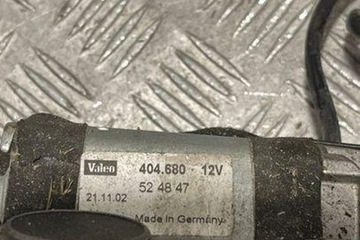 Valeo 404.680 12V
52 48 47
21.11.02
Made in Germany